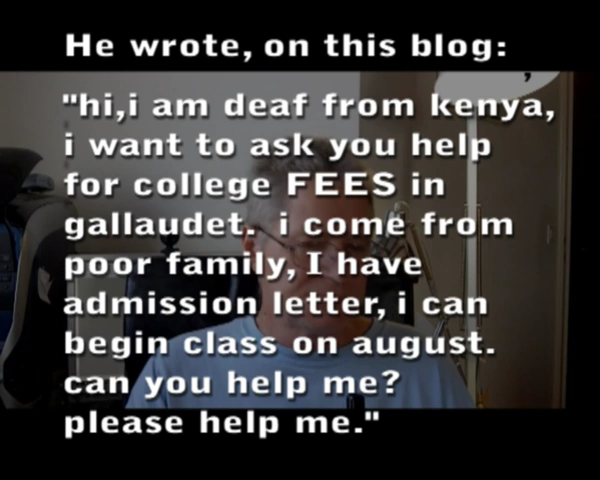 He wrote, on this blog:
"hi,i am deaf from kenya,
i want to ask you help
for college FEES in
gallaudet. i come from
poor family, I have
admission letter, i can
begin class on august.
can you help me?
please help me."